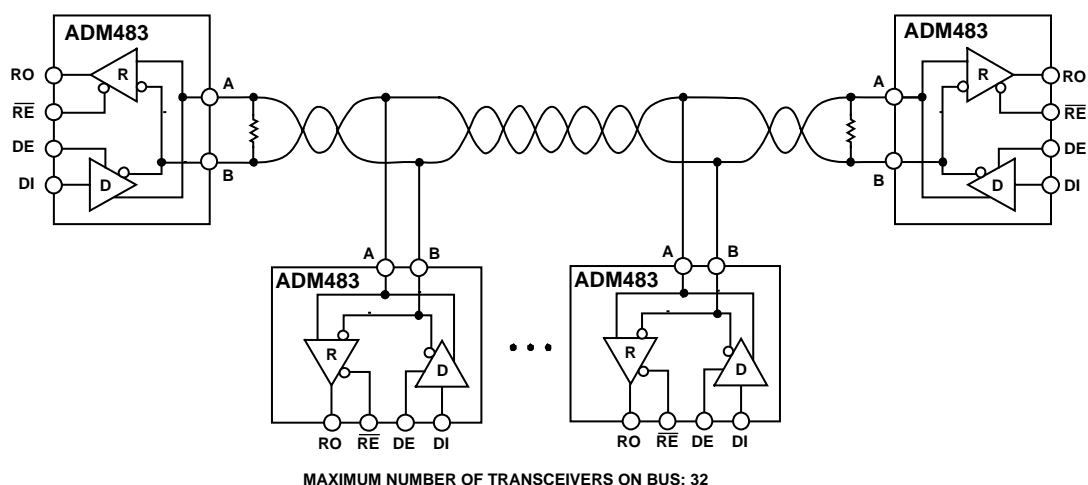 ADM483
RO
R
RE
DE
DI
D
A
B
ADM483
A
B
R
RO
RE
DE
D
DI
A
B
ADM483
R
D
RO
RE
DE
DI
A
B
ADM483
R
D
RO
RE
DE
DI
MAXIMUM NUMBER OF TRANSCEIVERS ON BUS: 32